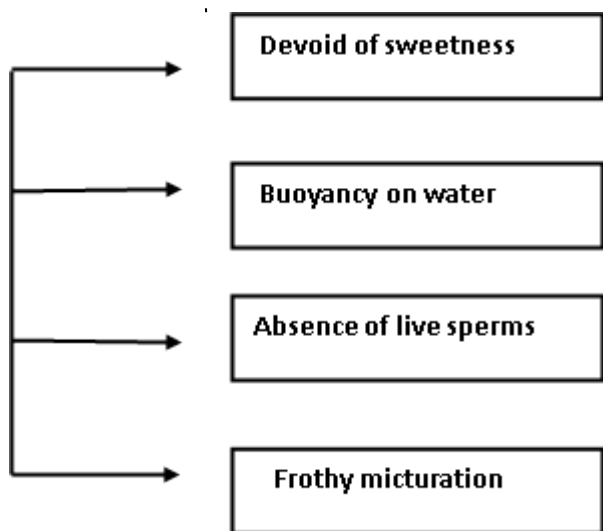 Devoid of sweetness
Buoyancy on water
Absence of live sperms
Frothy micturation